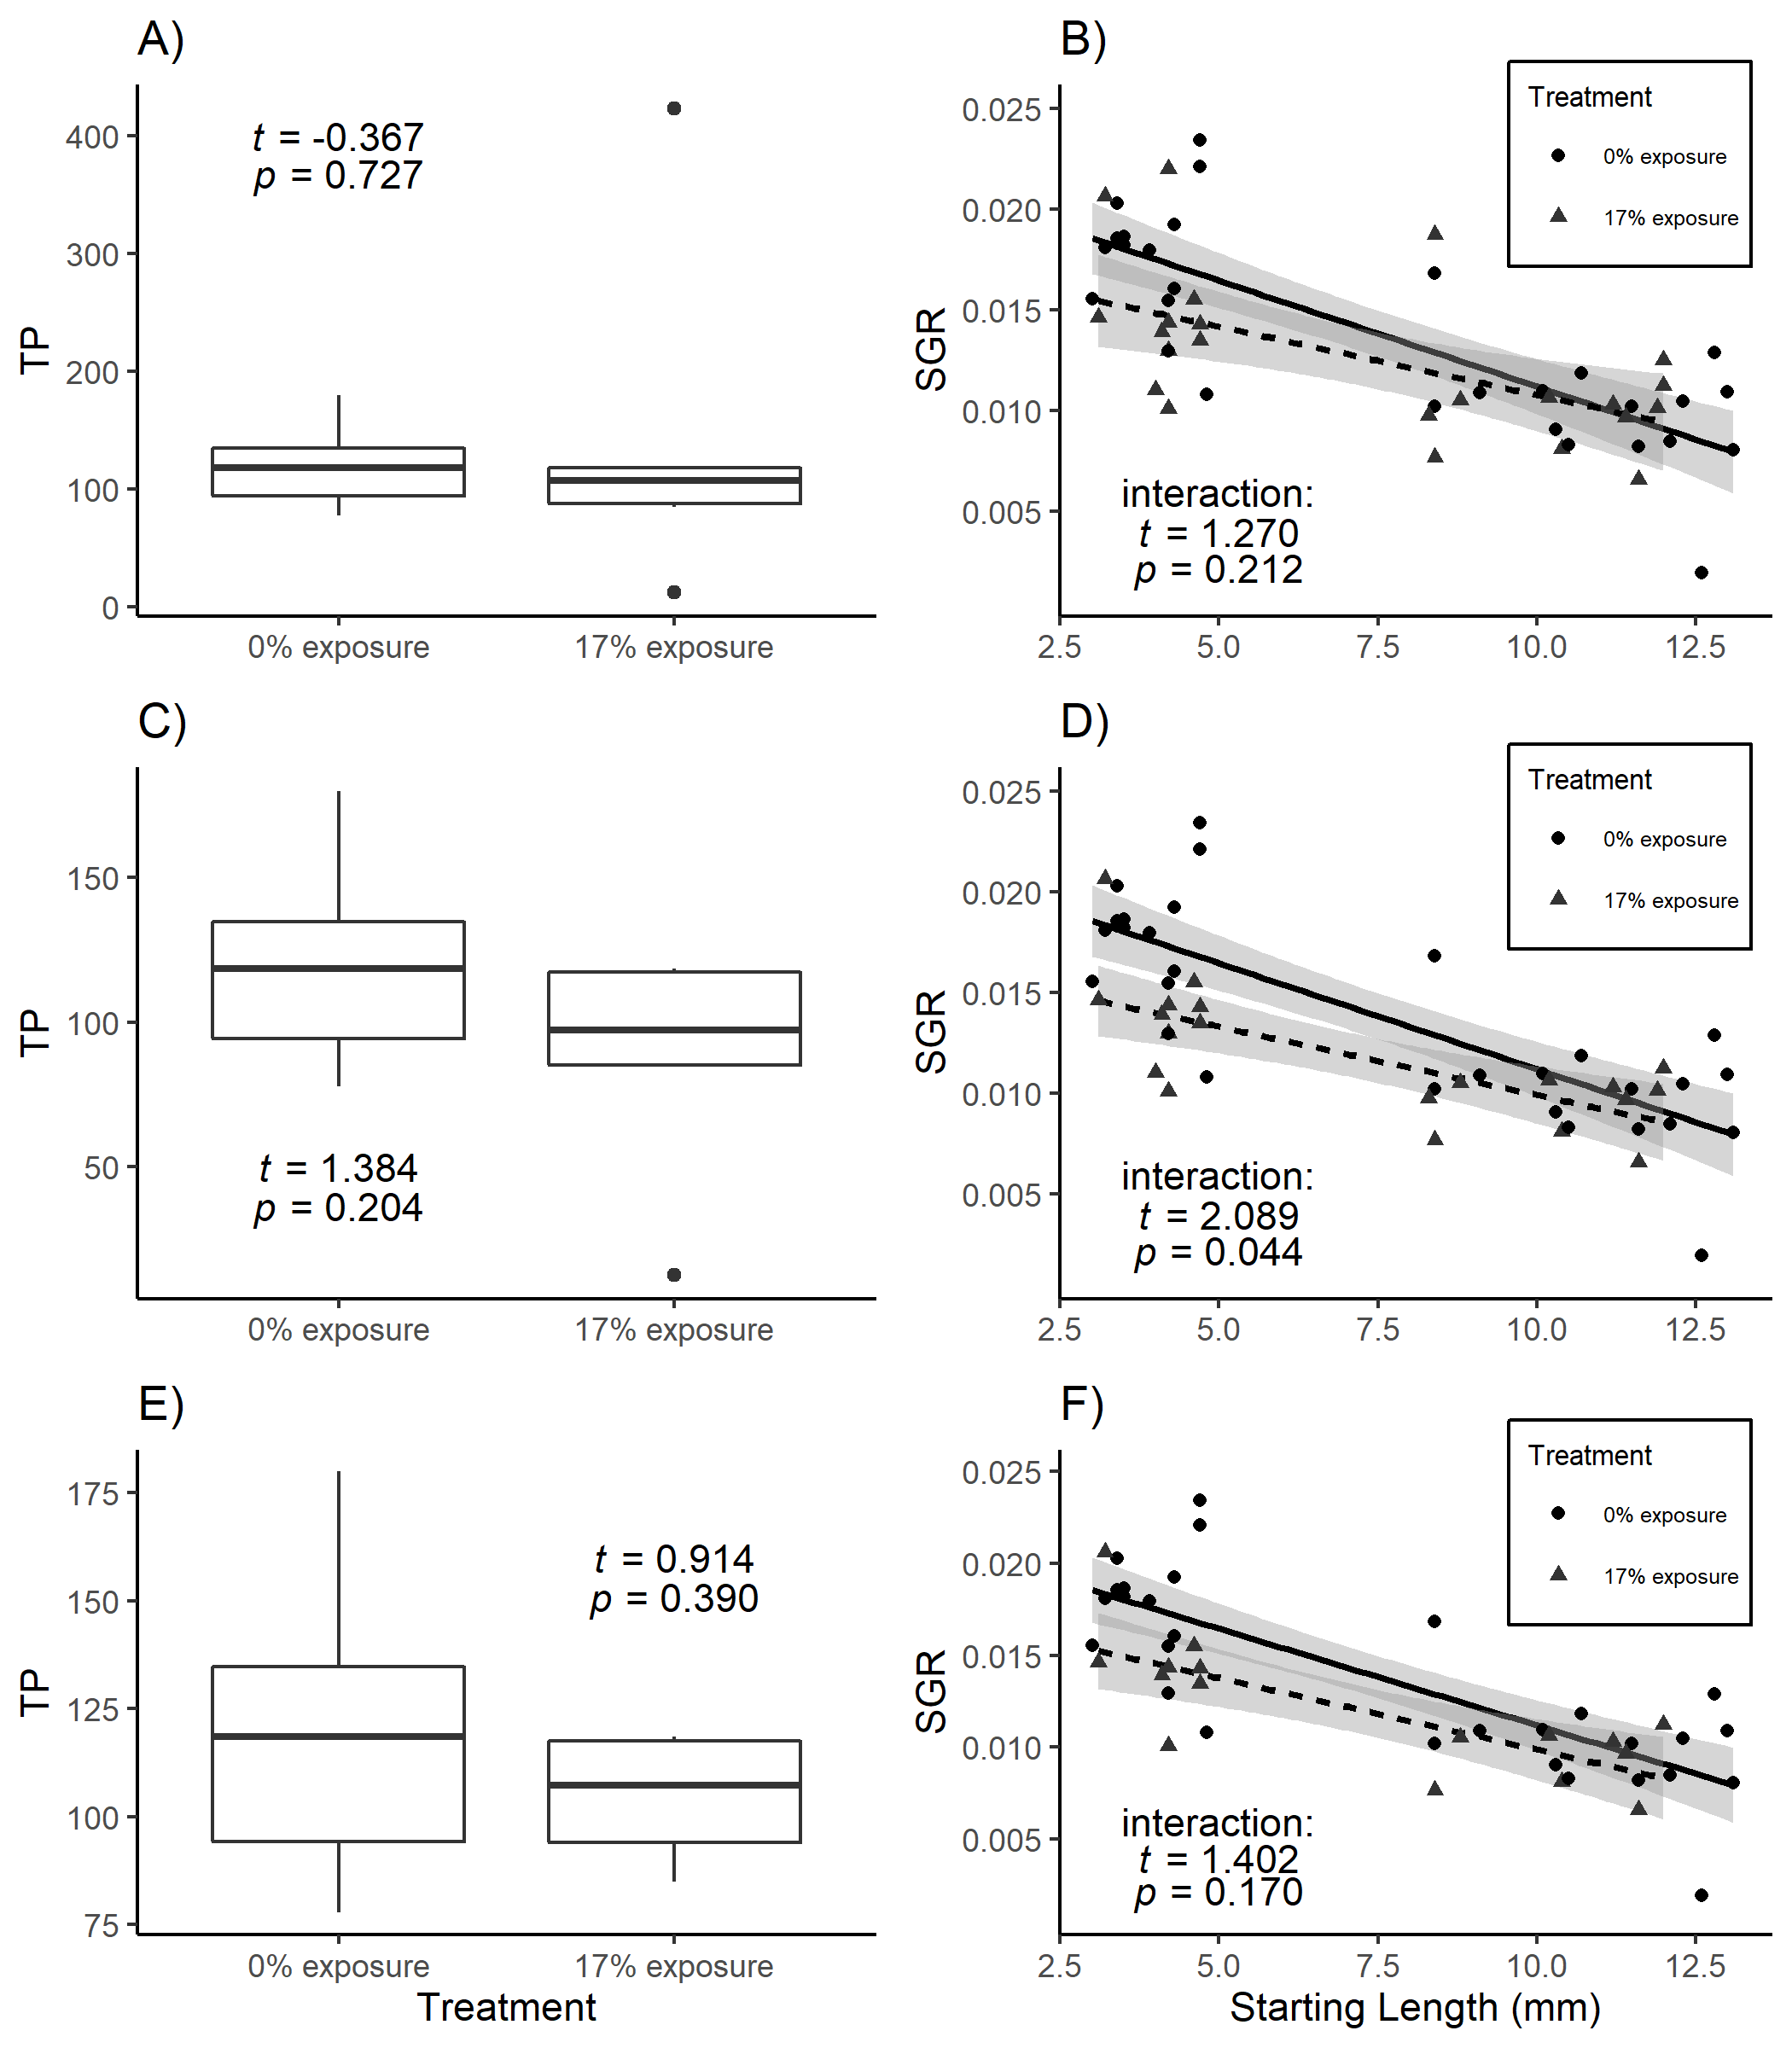 A)
TP
400
300
200
100
0
t = -0.367
p = 0.727
0% exposure
17% exposure
B)
SGR
0.025
0.020
0.015
0.010
0.005
Treatment
0% exposure
17% exposure
interaction:
t = 1.270
p = 0.212
2.5
5.0
7.5
10.0
12.5
C)
TP
150
100
50
t = 1.384
p = 0.204
0% exposure
17% exposure
D)
SGR
0.025
0.020
0.015
0.010
0.005
Treatment
0% exposure
17% exposure
interaction:
t = 2.089
p = 0.044
2.5
5.0
7.5
10.0
12.5
E)
TP
175
150
125
100
75
t = 0.914
p = 0.390
0% exposure
17% exposure
Treatment
F)
SGR
0.025
0.020
0.015
0.010
0.005
Treatment
0% exposure
17% exposure
interaction:
t = 1.402
p = 0.170
2.5
5.0
7.5
10.0
12.5
Starting Length (mm)